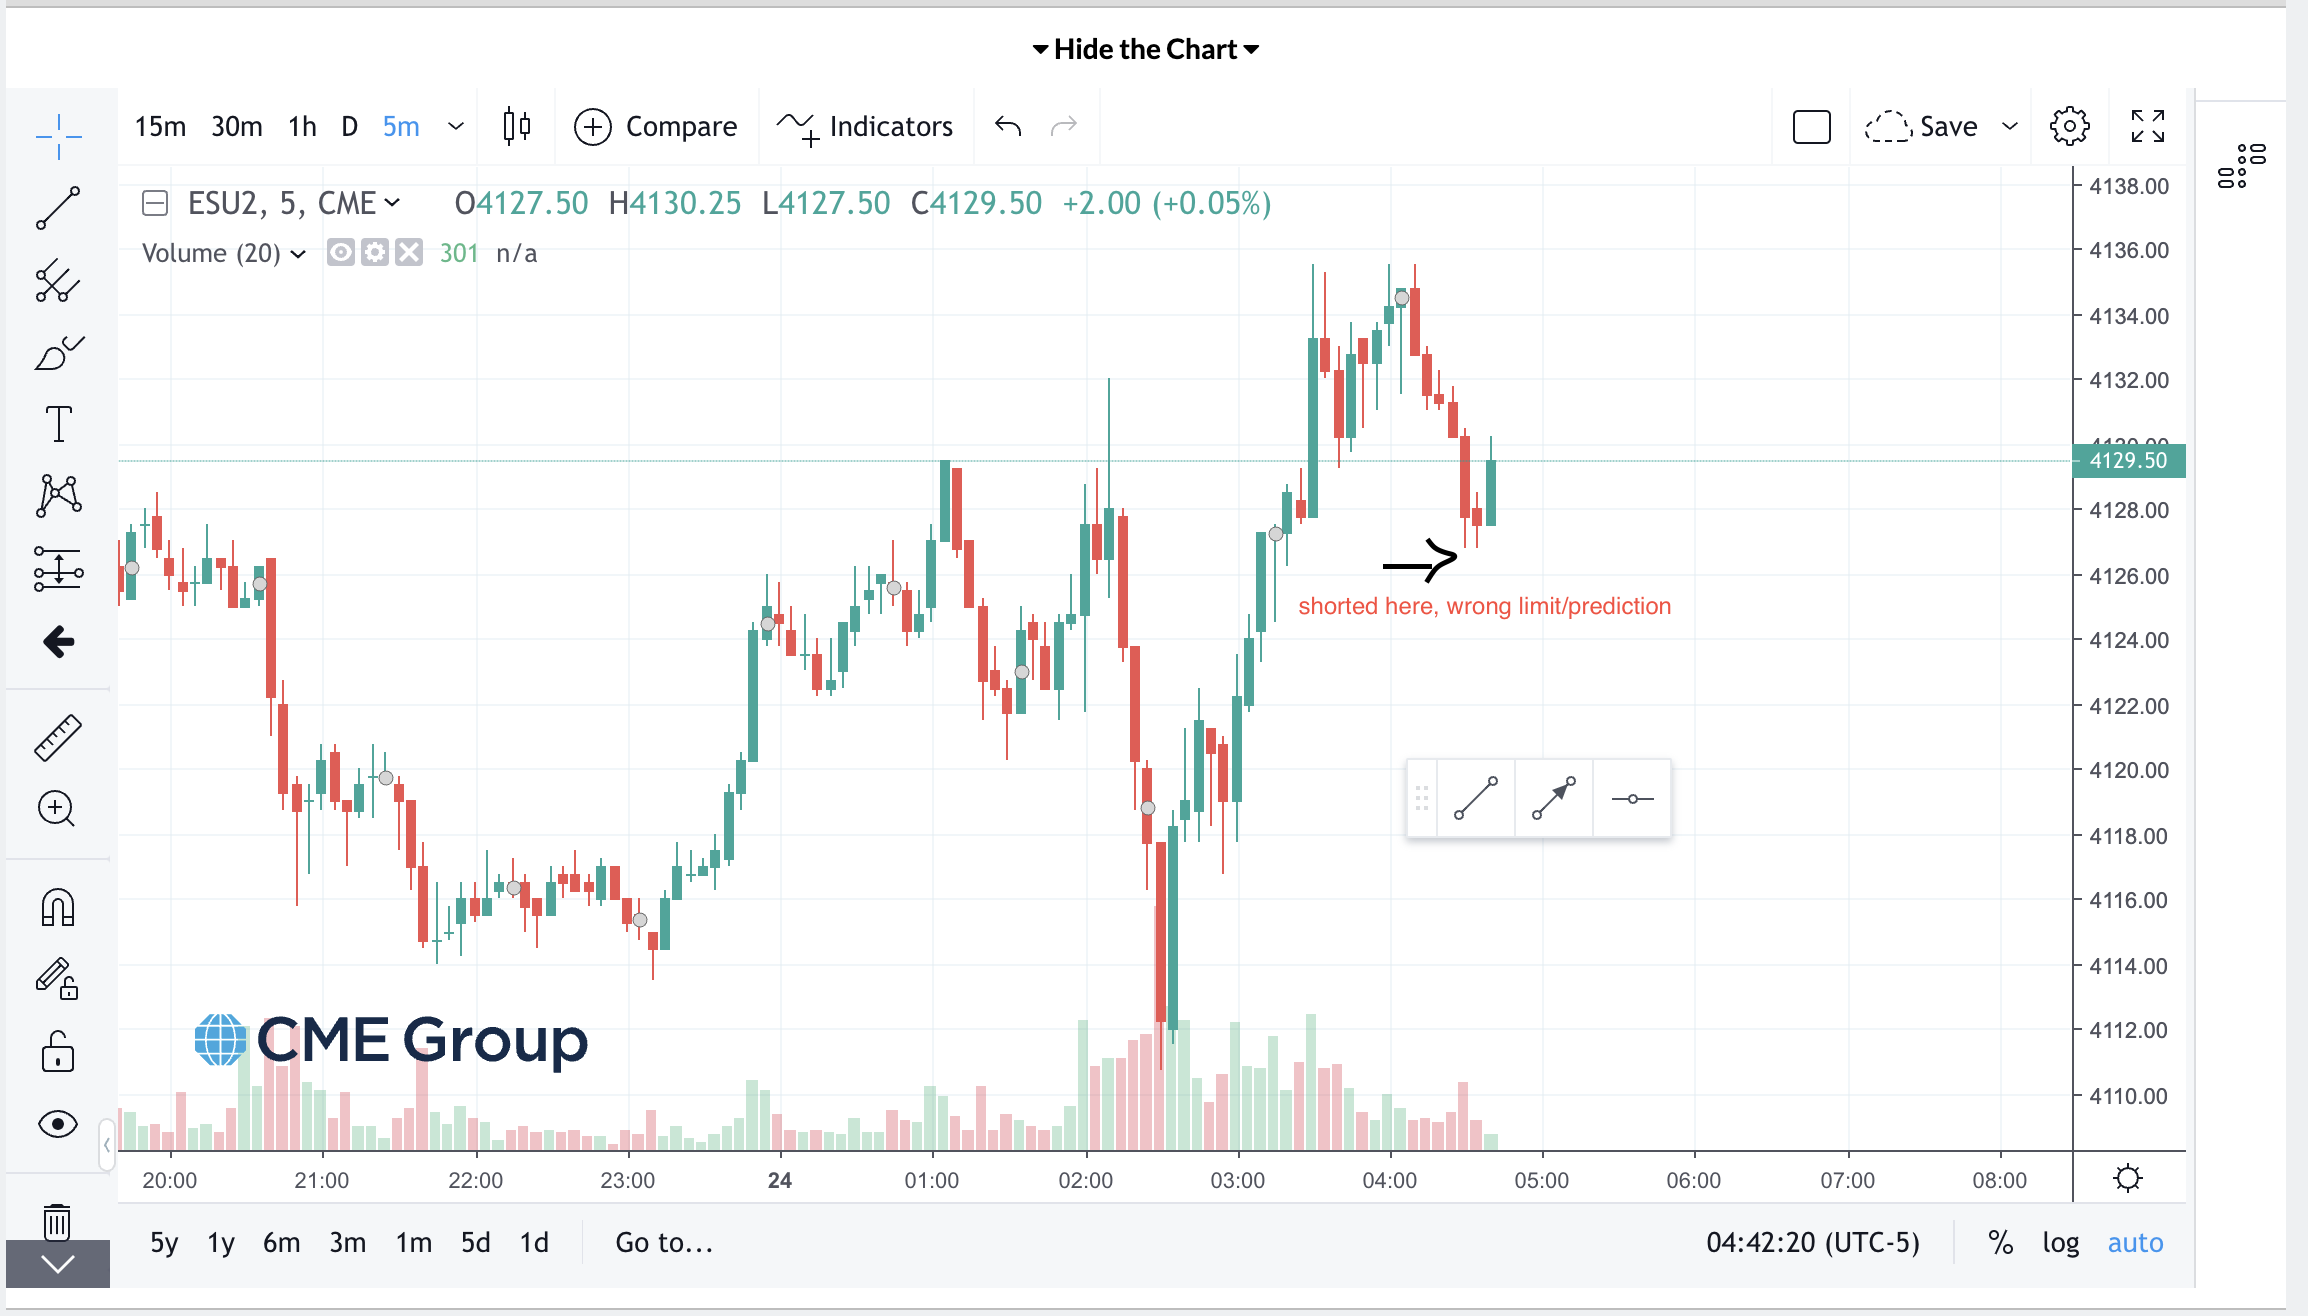 Hide the Chart
15m 30m 1h D 5m Compare Indicators Save
ESU2, 5, CME O4127.50 H4130.25 L4127.50 C4129.50 +2.00 (+0.05%)
Volume (20) 301 n/a
4138.00
4136.00
4134.00
4132.00
4130.00
4129.50
4128.00
4126.00
shorted here, wrong limit/prediction
4124.00
4122.00
4120.00
4118.00
4116.00
4114.00
4112.00
4110.00
CME Group
20:00 21:00 22:00 23:00 24 01:00 02:00 03:00 04:00 05:00 06:00 07:00 08:00
5y 1y 6m 3m 1m 5d 1d Go to... 04:42:20 (UTC-5) % log auto